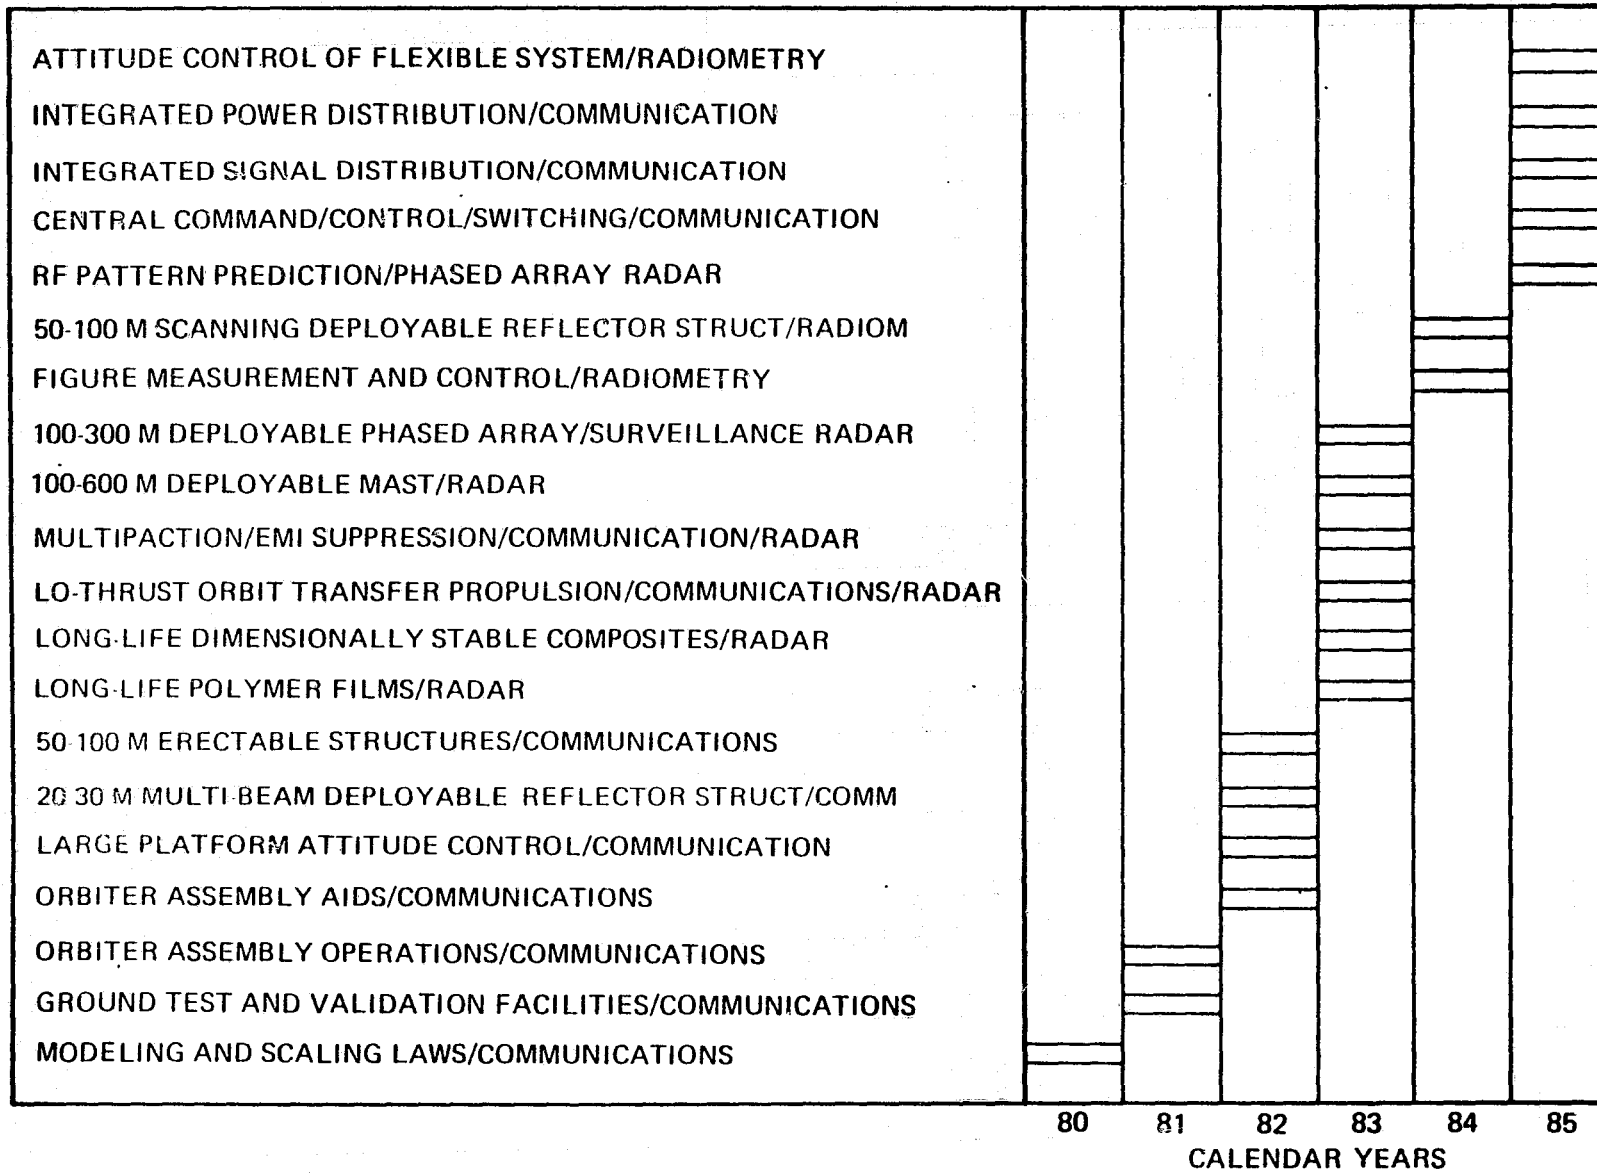 ATTITUDE CONTROL OF FLEXIBLE SYSTEM/RADIOMETRY
INTEGRATED POWER DISTRIBUTION/COMMUNICATION
INTEGRATED SIGNAL DISTRIBUTION/COMMUNICATION
CENTRAL COMMAND/CONTROL/SWITCHING/COMMUNICATION
RF PATTERN PREDICTION/PHASED ARRAY RADAR
50-100 M SCANNING DEPLOYABLE REFLECTOR STRUCT/RADIOM
FIGURE MEASUREMENT AND CONTROL/RADIOMETRY
100-300 M DEPLOYABLE PHASED ARRAY/SURVEILLANCE RADAR
100-600 M DEPLOYABLE MAST/RADAR
MULTIPACTION/EMI SUPPRESSION/COMMUNICATION/RADAR
LO-THRUST ORBIT TRANSFER PROPULSION/COMMUNICATIONS/RADAR
LONG-LIFE DIMENSIONALLY STABLE COMPOSITES/RADAR
LONG-LIFE POLYMER FILMS/RADAR
50-100 M ERECTABLE STRUCTURES/COMMUNICATIONS
20-30 M MULTI-BEAM DEPLOYABLE REFLECTOR STRUCT/COMM
LARGE PLATFORM ATTITUDE CONTROL/COMMUNICATION
ORBITER ASSEMBLY AIDS/COMMUNICATIONS
ORBITER ASSEMBLY OPERATIONS/COMMUNICATIONS
GROUND TEST AND VALIDATION FACILITIES/COMMUNICATIONS
MODELING AND SCALING LAWS/COMMUNICATIONS
80 81 82 83 84 85
CALENDAR YEARS